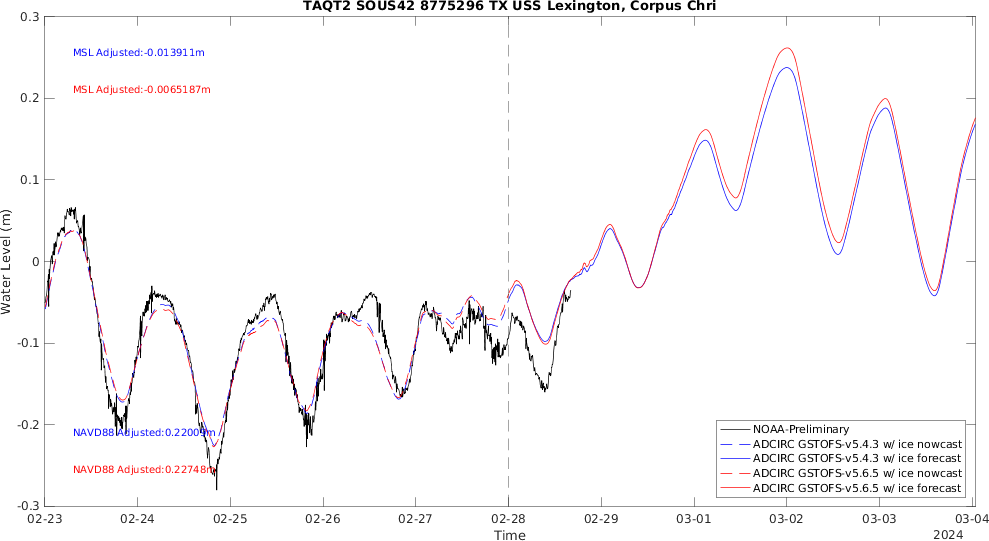 TAQT2 SOUS42 8775296 TX USS Lexington, Corpus Chri
0.3
MSL Adjusted:-0.013911m
MSL Adjusted:-0.0065187m
0.2
0.1
0
-0.1
-0.2
-0.3
Water Level (m)
NAVD88 Adjusted:0.22009m
NAVD88 Adjusted:0.22748m
NOAA-Preliminary
ADCIRC GSTOFS-v5.4.3 w/ ice nowcast
ADCIRC GSTOFS-v5.4.3 w/ ice forecast
ADCIRC GSTOFS-v5.6.5 w/ ice nowcast
ADCIRC GSTOFS-v5.6.5 w/ ice forecast
02-23 02-24 02-25 02-26 02-27 02-28 02-29 03-01 03-02 03-03 03-04
Time
2024